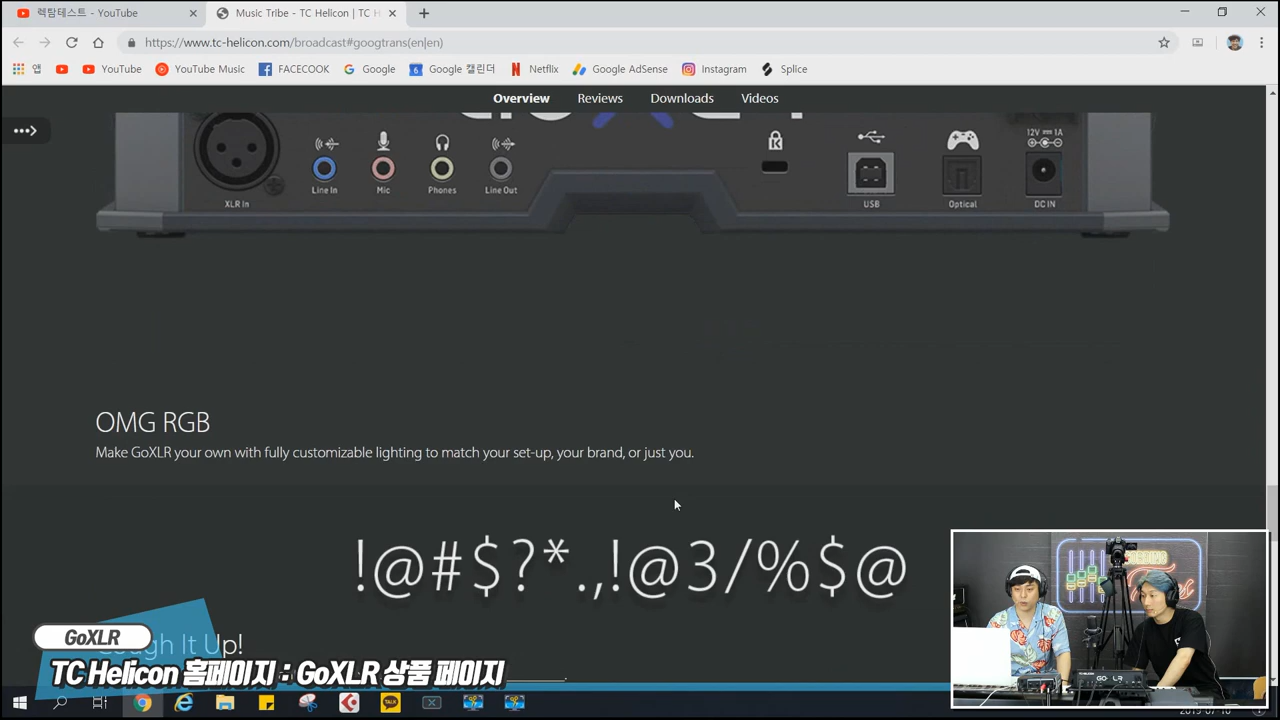 렉탐테스트 - YouTube
Music Tribe - TC Helicon | TC H
https://www.tc-helicon.com/broadcast#googtrans(en|en)
앱
YouTube
YouTube Music
FACECOOK
Google
Google 캘린더
Netflix
Google AdSense
Instagram
Splice
Overview
Reviews
Downloads
Videos
K
12V 1A
Line In
Mic
Phones
Line Out
XLR In
USB
Optical
DC IN
OMG RGB
Make GoXLR your own with fully customizable lighting to match your set-up, your brand, or just you.
!@#$?*.,!@3/%$@
Cough It Up!
GoXLR
TC Helicon 홈페이지 : GoXLR 상품 페이지
RECORDING
TALK